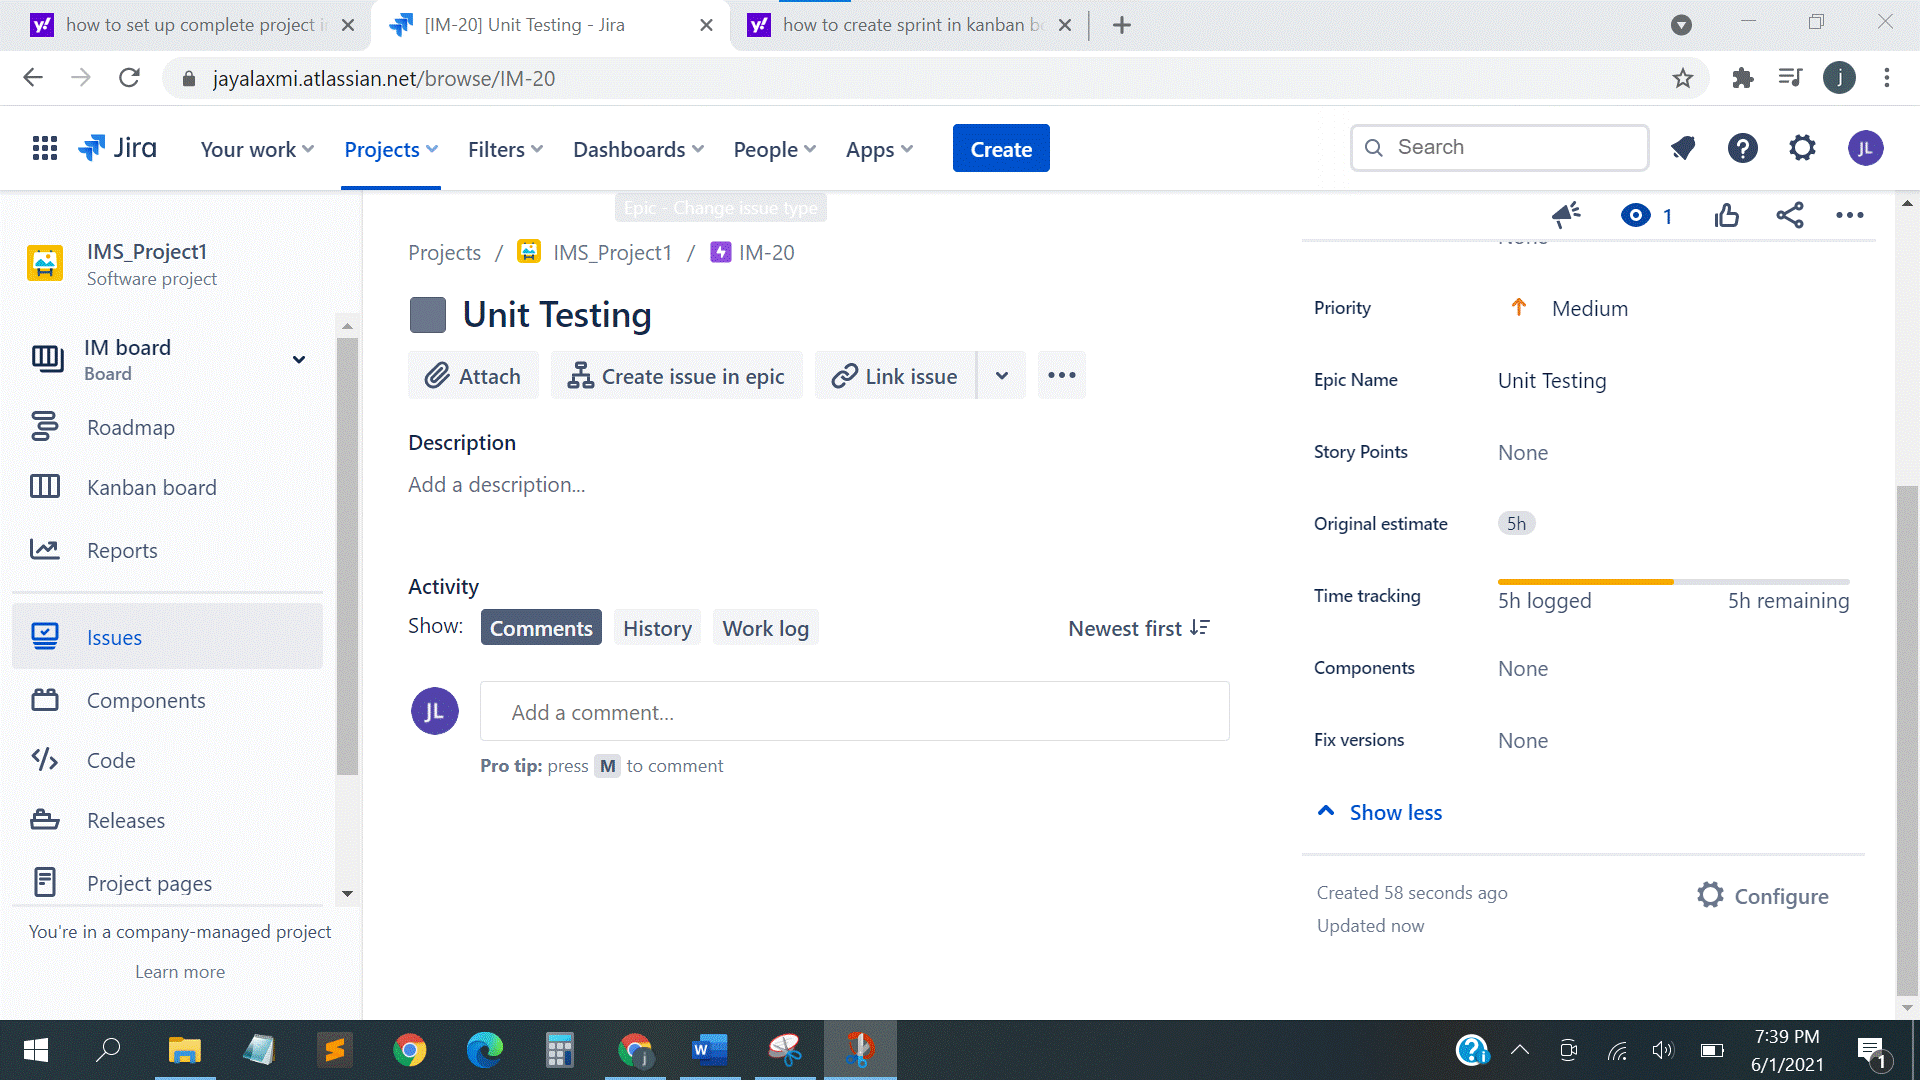 how to set up complete project i
[IM-20] Unit Testing - Jira
how to create sprint in kanban b
jayalaxmi.atlassian.net/browse/IM-20
j
Jira
Your work
Projects
Filters
Dashboards
People
Apps
Create
Search
JL
Epic - Change issue type
IMS_Project1
Software project
IM board
Board
Roadmap
Kanban board
Reports
Issues
Components
Code
Releases
Project pages
You're in a company-managed project
Learn more
Projects / IMS_Project1 / IM-20
Unit Testing
Attach
Create issue in epic
Link issue
Description
Add a description...
Activity
Show: Comments History Work log
Newest first
JL
Add a comment...
Pro tip: press M to comment
1
None
Priority Medium
Epic Name Unit Testing
Story Points None
Original estimate 5h
Time tracking 5h logged 5h remaining
Components None
Fix versions None
Show less
Created 58 seconds ago
Updated now
Configure
7:39 PM
6/1/2021
1